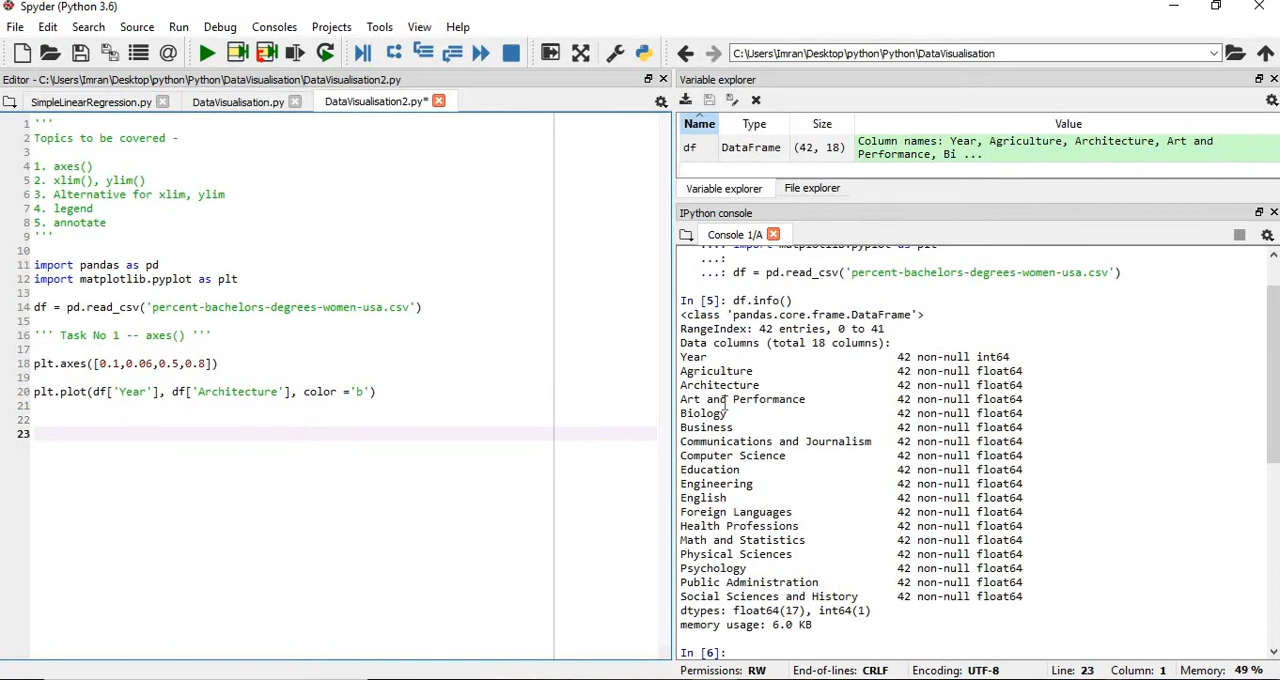 Spyder (Python 3.6)
File Edit Search Source Run Debug Consoles Projects Tools View Help
C:\Users\Imran\Desktop\python\Python\DataVisualisation
Editor - C:\Users\Imran\Desktop\python\Python\DataVisualisation\DataVisualisation2.py
SimpleLinearRegression.py DataVisualisation.py DataVisualisation2.py*
1 '''
2 Topics to be covered -
3
4 1. axes()
5 2. xlim(), ylim()
6 3. Alternative for xlim, ylim
7 4. legend
8 5. annotate
9 '''
10
11 import pandas as pd
12 import matplotlib.pyplot as plt
13
14 df = pd.read_csv('percent-bachelors-degrees-women-usa.csv')
15
16 ''' Task No 1 -- axes() '''
17
18 plt.axes([0.1,0.06,0.5,0.8])
19
20 plt.plot(df['Year'], df['Architecture'], color ='b')
21
22
23
Variable explorer
Name Type Size Value
df DataFrame (42, 18) Column names: Year, Agriculture, Architecture, Art and
Performance, Bi ...
Variable explorer File explorer
IPython console
Console 1/A
...: import matplotlib.pyplot as plt
...:
...: df = pd.read_csv('percent-bachelors-degrees-women-usa.csv')
In [5]: df.info()
<class 'pandas.core.frame.DataFrame'>
RangeIndex: 42 entries, 0 to 41
Data columns (total 18 columns):
Year 42 non-null int64
Agriculture 42 non-null float64
Architecture 42 non-null float64
Art and Performance 42 non-null float64
Biology 42 non-null float64
Business 42 non-null float64
Communications and Journalism 42 non-null float64
Computer Science 42 non-null float64
Education 42 non-null float64
Engineering 42 non-null float64
English 42 non-null float64
Foreign Languages 42 non-null float64
Health Professions 42 non-null float64
Math and Statistics 42 non-null float64
Physical Sciences 42 non-null float64
Psychology 42 non-null float64
Public Administration 42 non-null float64
Social Sciences and History 42 non-null float64
dtypes: float64(17), int64(1)
memory usage: 6.0 KB
In [6]:
Permissions: RW End-of-lines: CRLF Encoding: UTF-8 Line: 23 Column: 1 Memory: 49 %